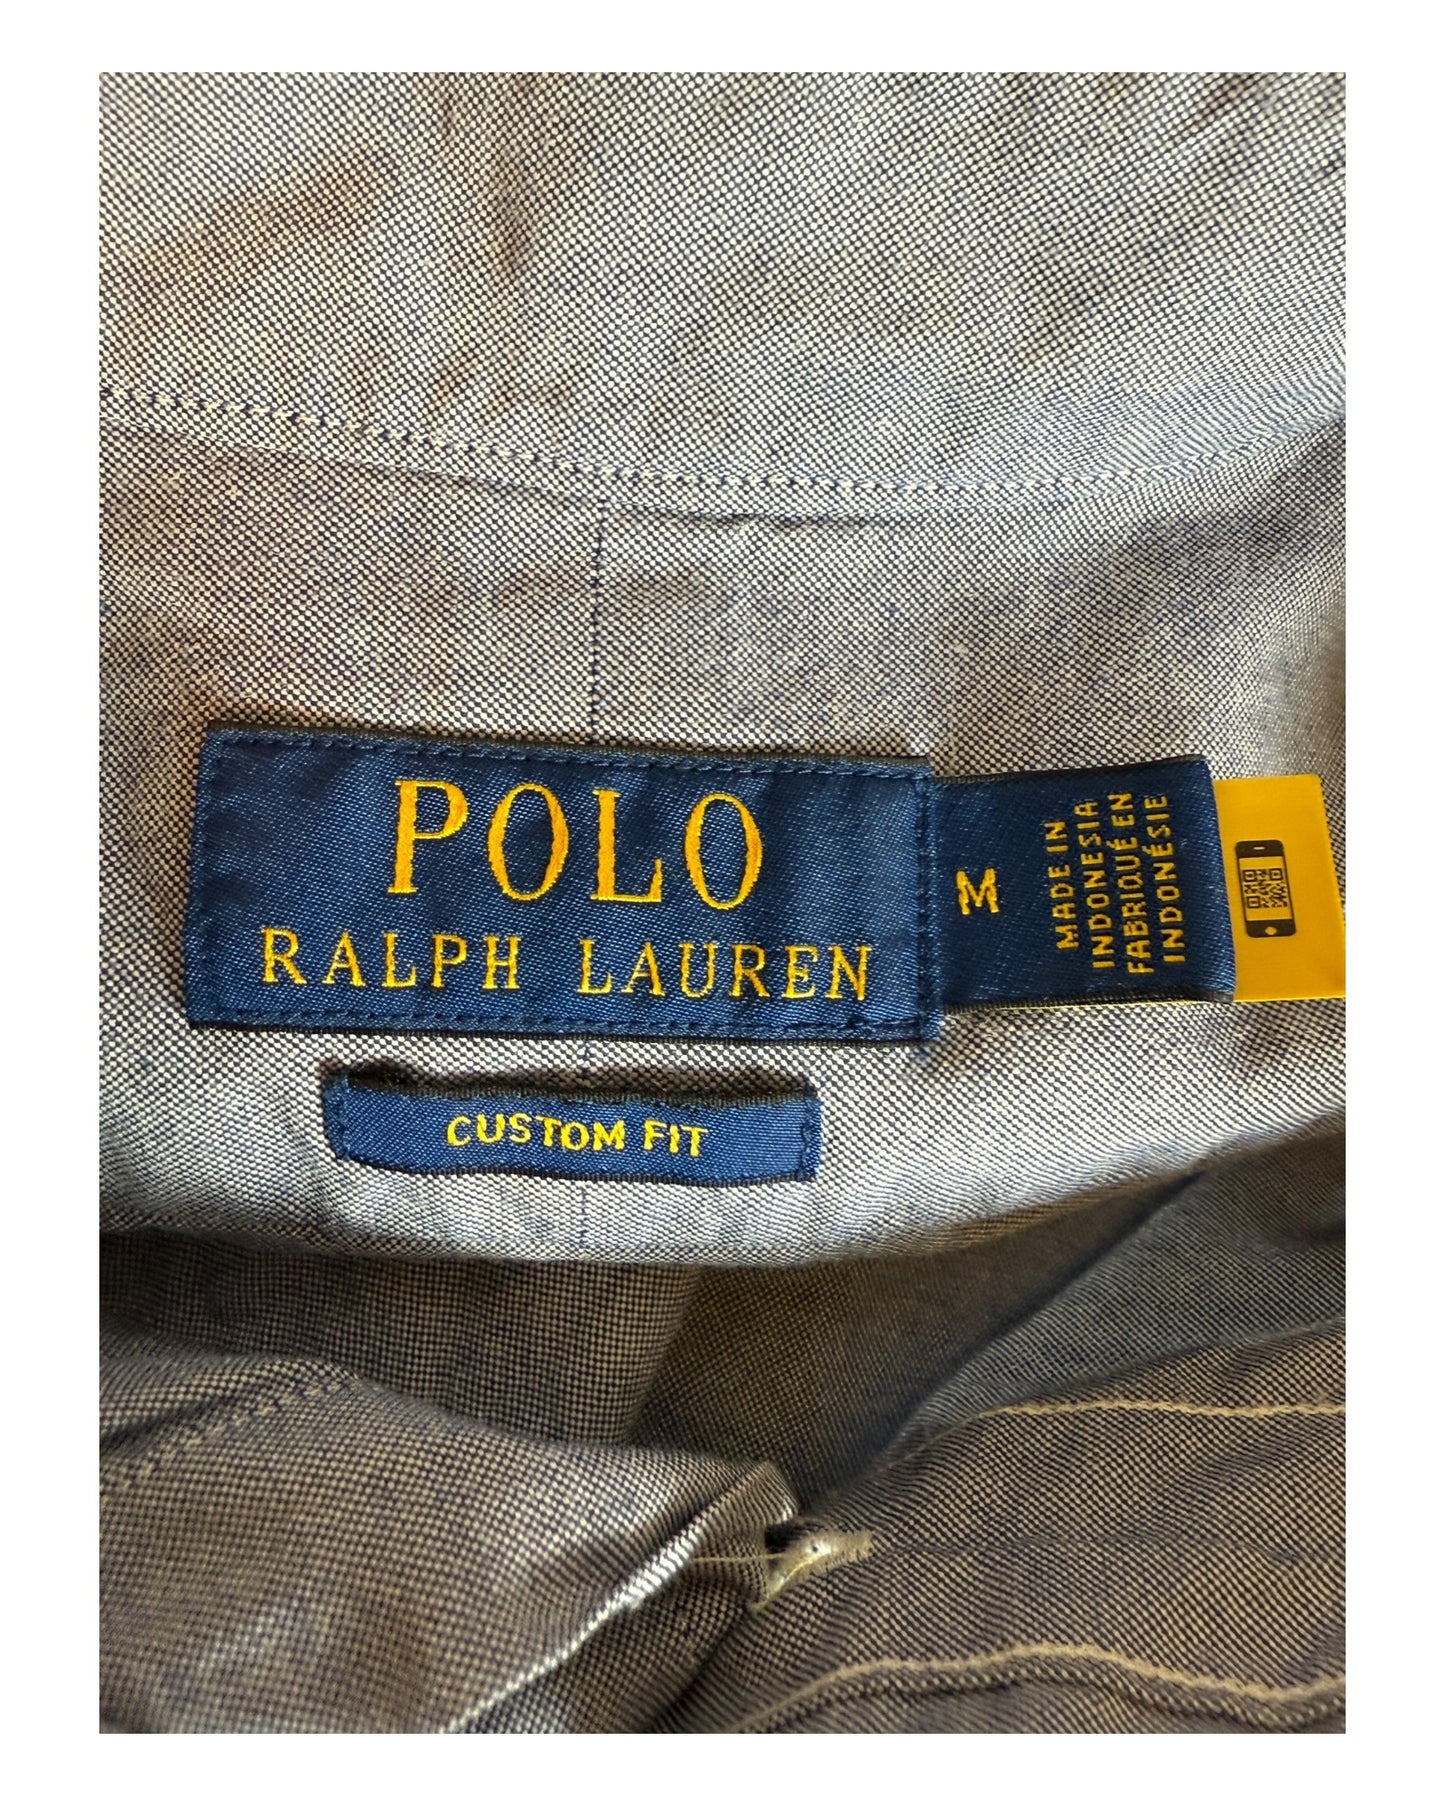 POLO
RALPH LAUREN
M
MADE IN
INDONESIA
FABRIQUÉ EN
INDONÉSIE
CUSTOM FIT